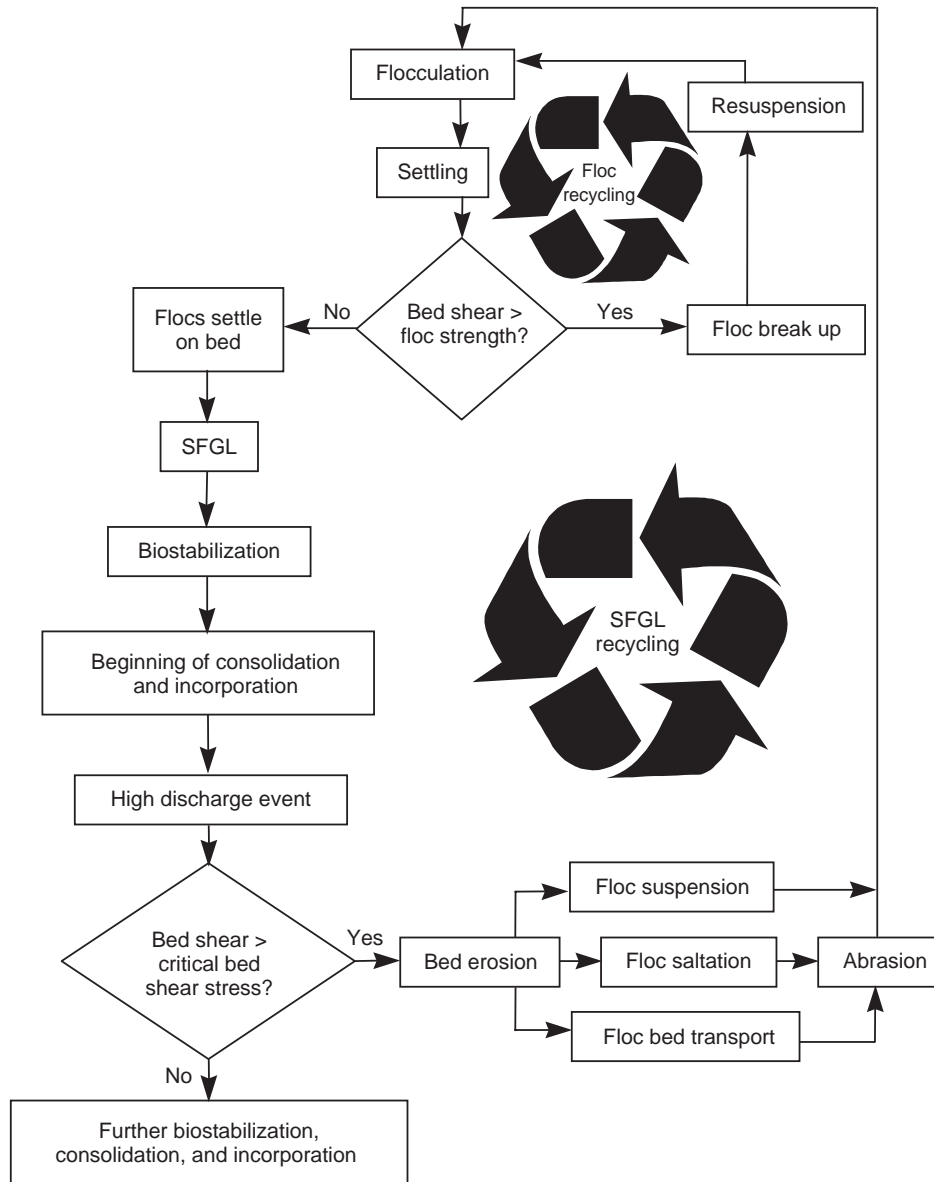 Flocculation
Resuspension
Settling
Floc
recycling
Bed shear >
floc strength?
No
Yes
Flocs settle
on bed
Floc break up
SFGL
Biostabilization
SFGL
recycling
Beginning of consolidation
and incorporation
High discharge event
Bed shear >
critical bed
shear stress?
Yes
No
Bed erosion
Floc suspension
Floc saltation
Abrasion
Floc bed transport
Further biostabilization,
consolidation, and incorporation